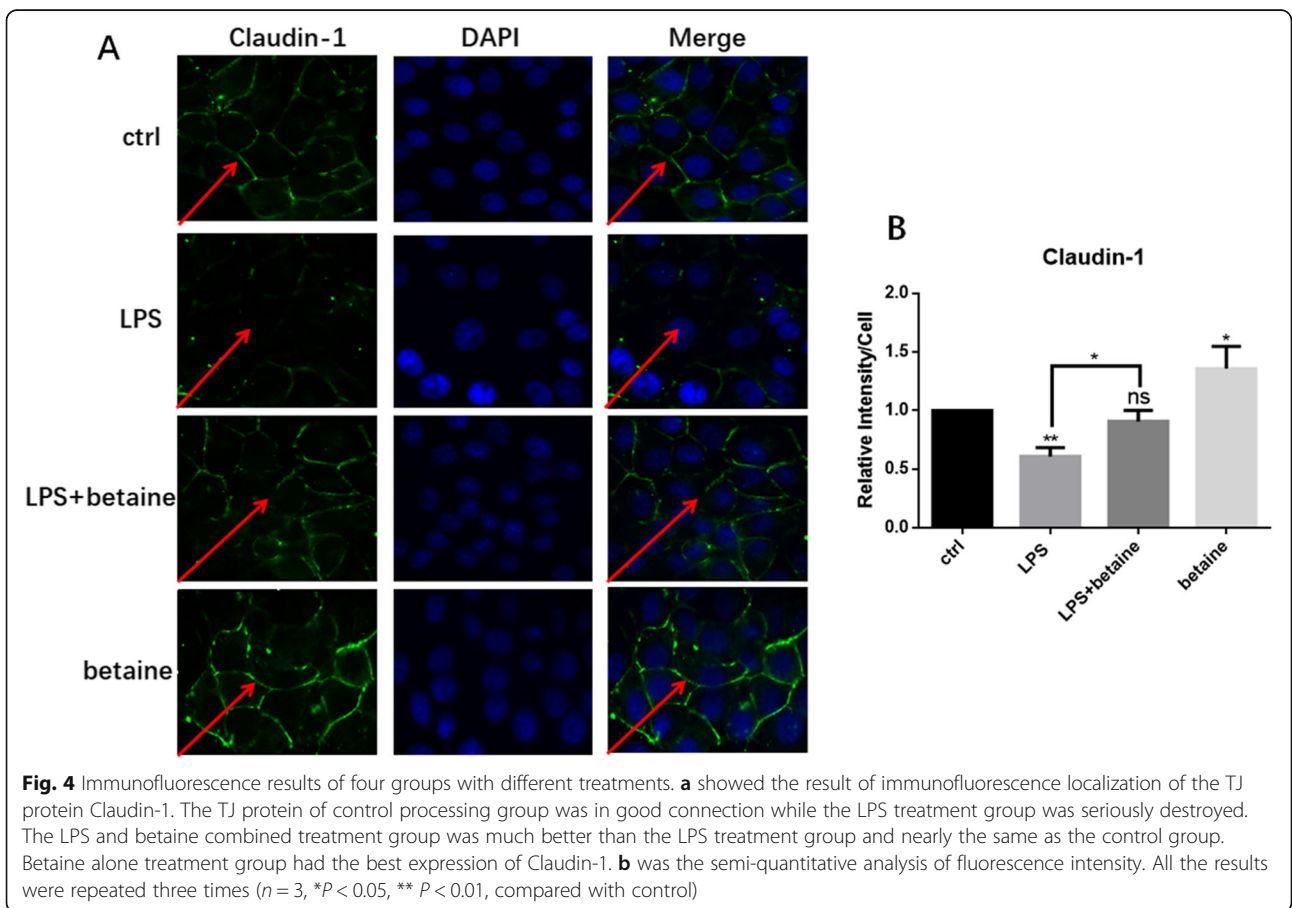 A
Claudin-1 DAPI Merge
ctrl
LPS
LPS+betaine
betaine
B
Claudin-1
Relative Intensity/Cell
2.0
1.5
1.0
0.5
0.0
**
*
ns
*
ctrl
LPS
LPS+betaine
betaine
Fig. 4 Immunofluorescence results of four groups with different treatments. a showed the result of immunofluorescence localization of the TJ
protein Claudin-1. The TJ protein of control processing group was in good connection while the LPS treatment group was seriously destroyed.
The LPS and betaine combined treatment group was much better than the LPS treatment group and nearly the same as the control group.
Betaine alone treatment group had the best expression of Claudin-1. b was the semi-quantitative analysis of fluorescence intensity. All the results
were repeated three times (n = 3, *P < 0.05, ** P < 0.01, compared with control)